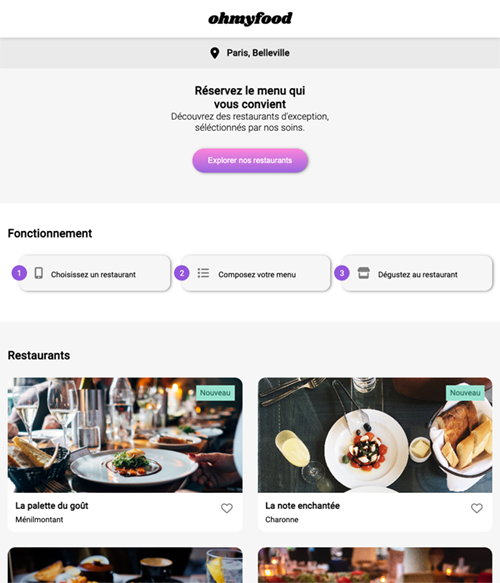 ohmyfood
Paris, Belleville
Réservez le menu qui
vous convient
Découvrez des restaurants d'exception,
séléctionnés par nos soins.
Explorer nos restaurants
Fonctionnement
1 Choisissez un restaurant
2 Composez votre menu
3 Dégustez au restaurant
Restaurants
Nouveau
Nouveau
La palette du goût
Ménilmontant
La note enchantée
Charonne